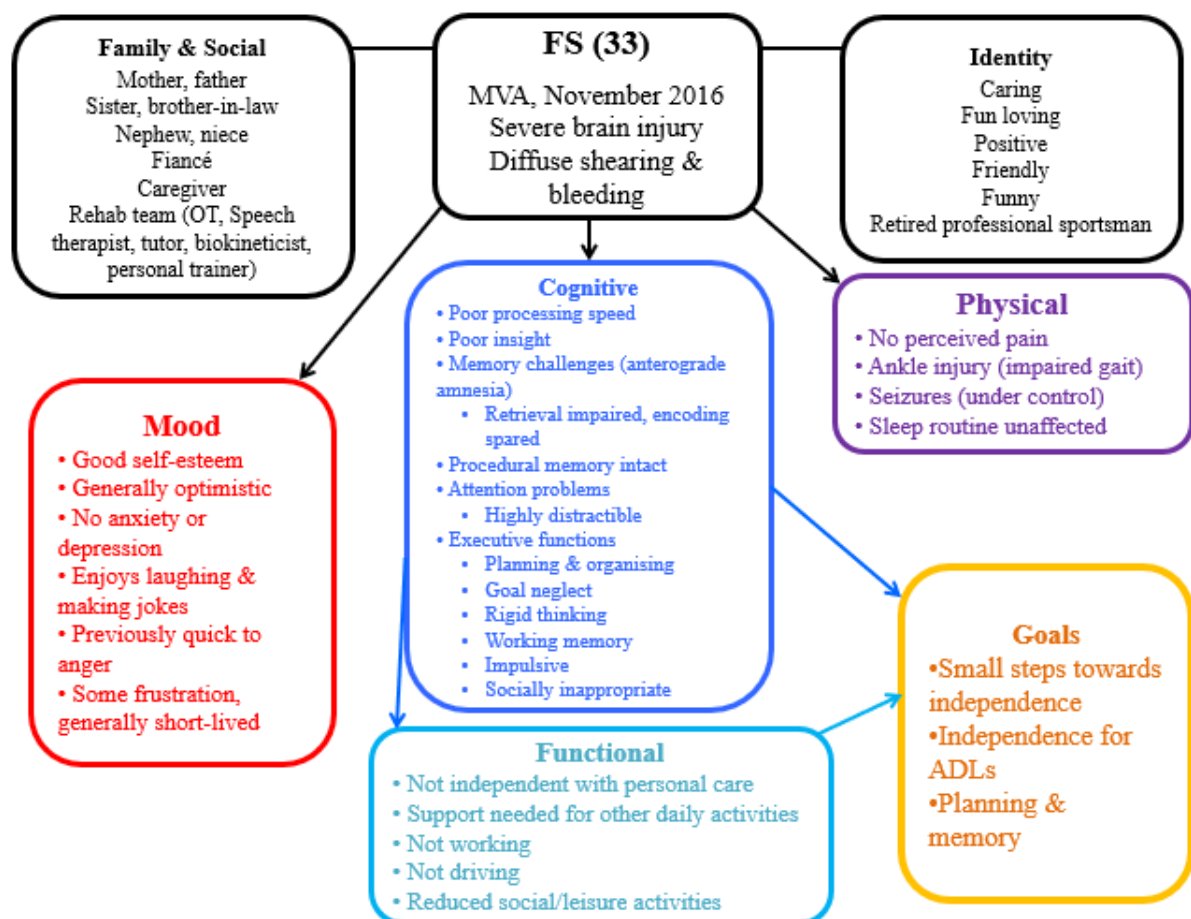 Family & Social
Mother, father
Sister, brother-in-law
Nephew, niece
Fiancé
Caregiver
Rehab team (OT, Speech
therapist, tutor, biokineticist,
personal trainer)
FS (33)
MVA, November 2016
Severe brain injury
Diffuse shearing &
bleeding
Identity
Caring
Fun loving
Positive
Friendly
Funny
Retired professional sportsman
Mood
• Good self-esteem
• Generally optimistic
• No anxiety or
depression
• Enjoys laughing &
making jokes
• Previously quick to
anger
• Some frustration,
generally short-lived
Cognitive
• Poor processing speed
• Poor insight
• Memory challenges (anterograde
amnesia)
• Retrieval impaired, encoding
spared
• Procedural memory intact
• Attention problems
• Highly distractible
• Executive functions
• Planning & organising
• Goal neglect
• Rigid thinking
• Working memory
• Impulsive
• Socially inappropriate
Physical
• No perceived pain
• Ankle injury (impaired gait)
• Seizures (under control)
• Sleep routine unaffected
Functional
• Not independent with personal care
• Support needed for other daily activities
• Not working
• Not driving
• Reduced social/leisure activities
Goals
•Small steps towards
independence
•Independence for
ADLs
•Planning &
memory